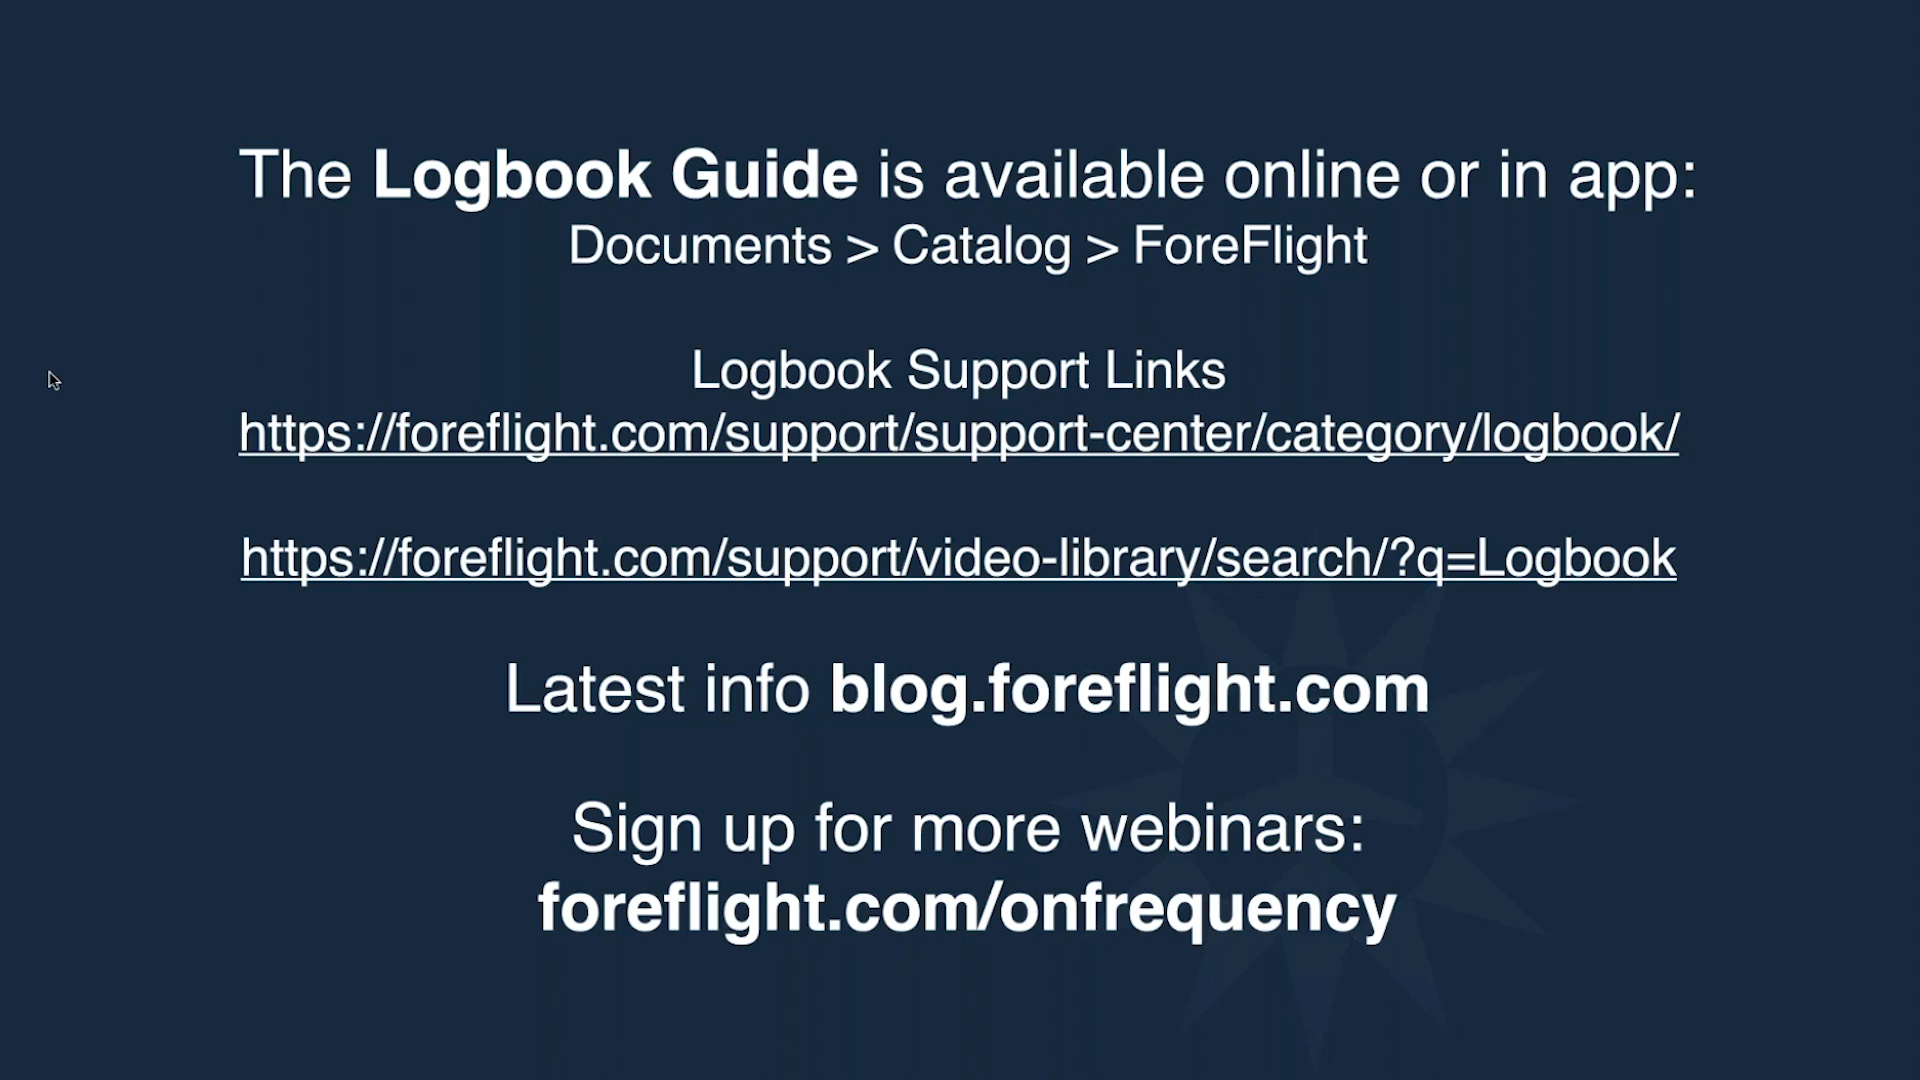 The Logbook Guide is available online or in app:
Documents > Catalog > ForeFlight
Logbook Support Links
https://foreflight.com/support/support-center/category/logbook/
https://foreflight.com/support/video-library/search/?q=Logbook
Latest info blog.foreflight.com
Sign up for more webinars:
foreflight.com/onfrequency